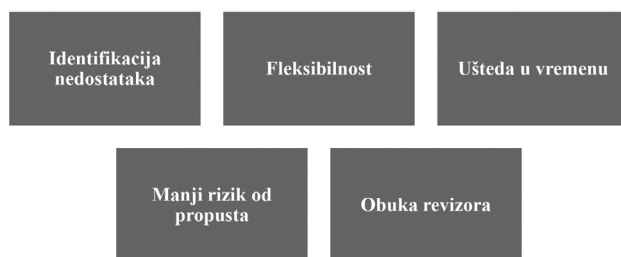 Identifikacija
nedostataka
Fleksibilnost
Ušteda u vremenu
Manji rizik od
propusta
Obuka revizora